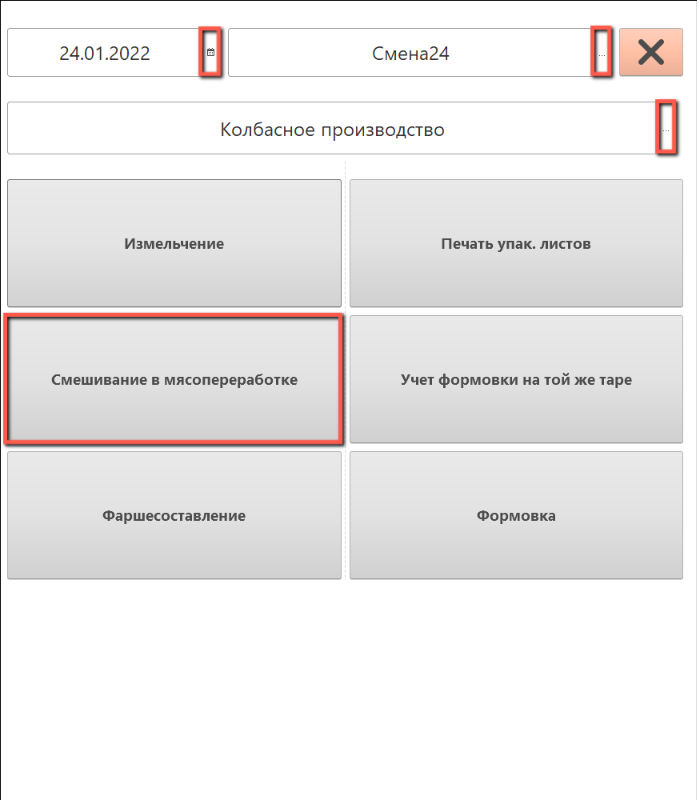 24.01.2022
Смена24
...
Колбасное производство
...
Измельчение
Печать упак. листов
Смешивание в мясопереработке
Учет формовки на той же таре
Фаршесоставление
Формовка